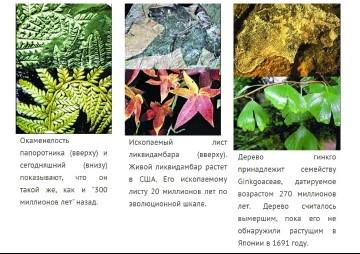 Окаменелость
папоротника (вверху) и
сегодняшний (внизу)
показывают, что он
такой же, как и "300
миллионов лет" назад.
Ископаемый лист
ликвидамбара (вверху).
Живой ликвидамбар растет
в США. Его ископаемому
листу 20 миллионов лет по
эволюционной шкале.
Дерево гинкго
принадлежит семейству
Ginkgoaceae, датируемое
возрастом 270 миллионов
лет. Дерево считалось
вымершим, пока его не
обнаружили растущим в
Японии в 1691 году.